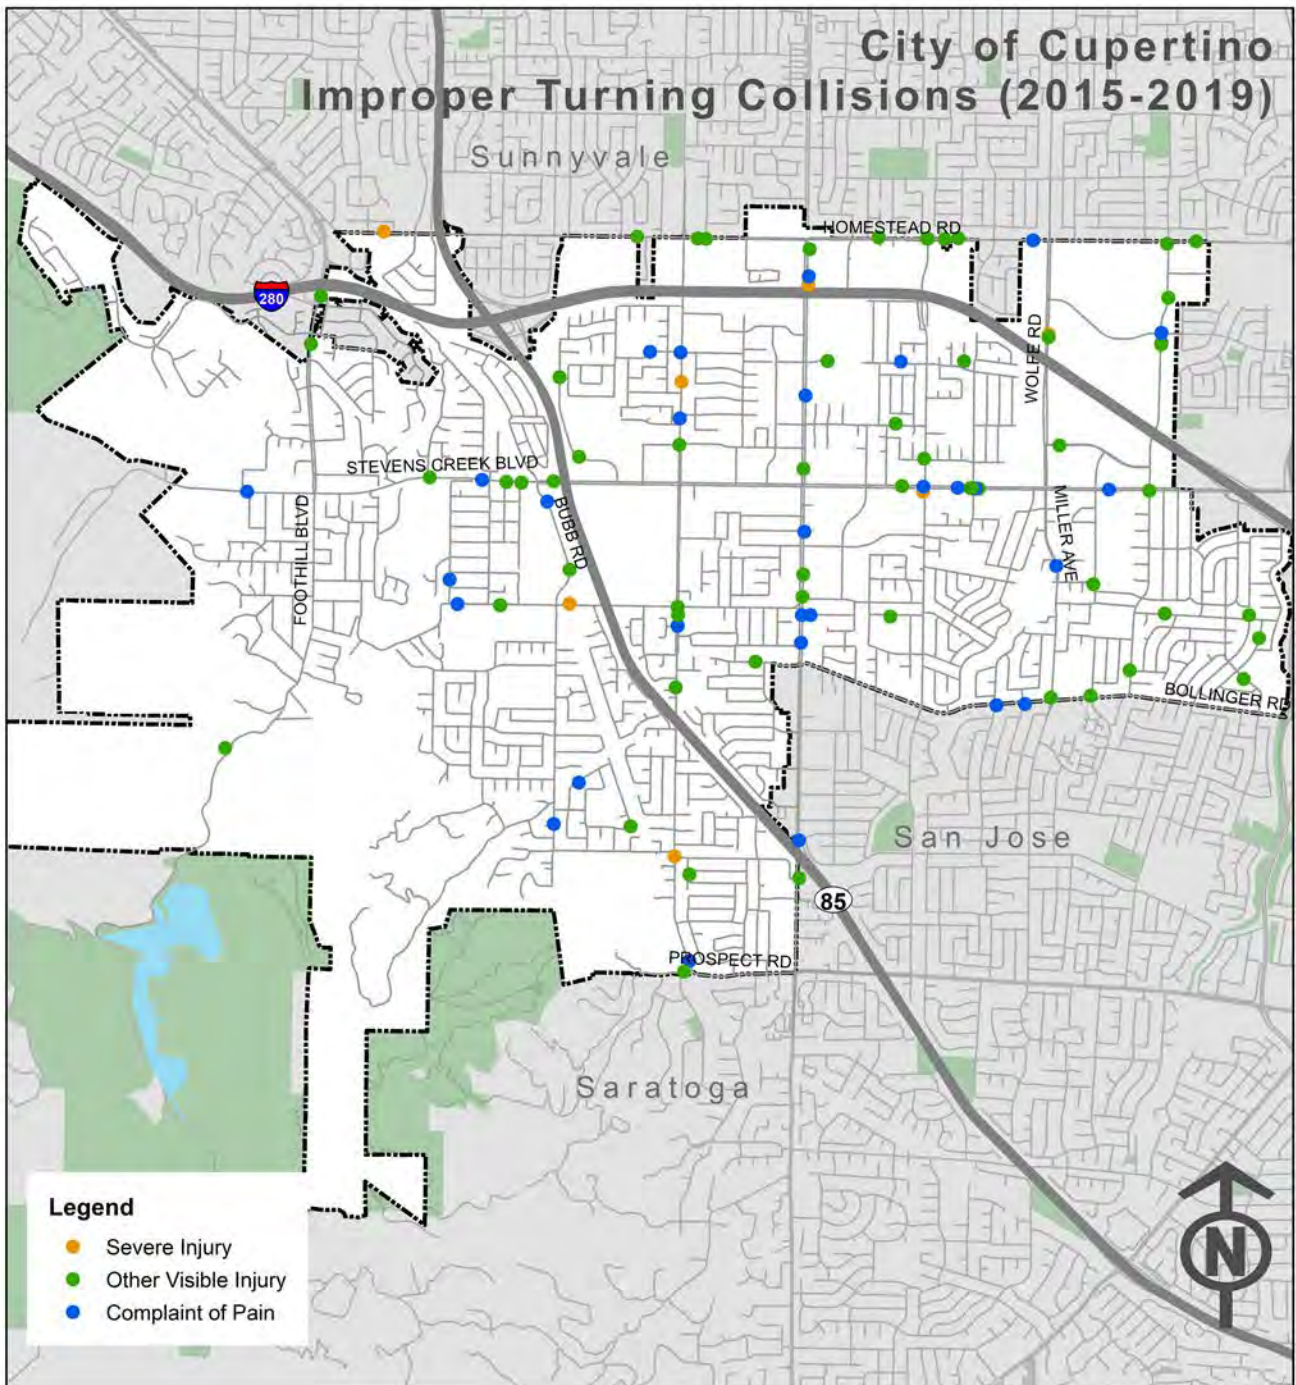 City of Cupertino
Improper Turning Collisions (2015-2019)
Sunnyvale
HOMESTEAD RD
280
WOLFE RD
STEVENS CREEK BLVD
FOOTHILL BLVD
BUBB RD
MILLER AVE
BOLLINGER RD
San Jose
85
PROSPECT RD
Saratoga
Legend
Severe Injury
Other Visible Injury
Complaint of Pain
N